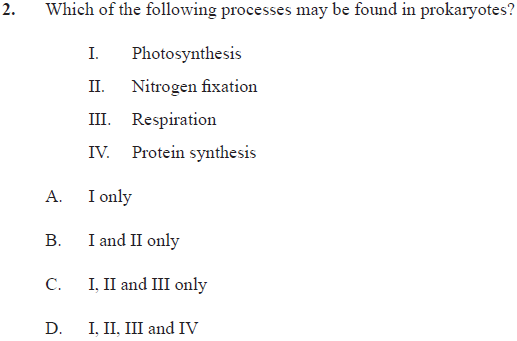 2. Which of the following processes may be found in prokaryotes?
I. Photosynthesis
II. Nitrogen fixation
III. Respiration
IV. Protein synthesis
A. I only
B. I and II only
C. I, II and III only
D. I, II, III and IV